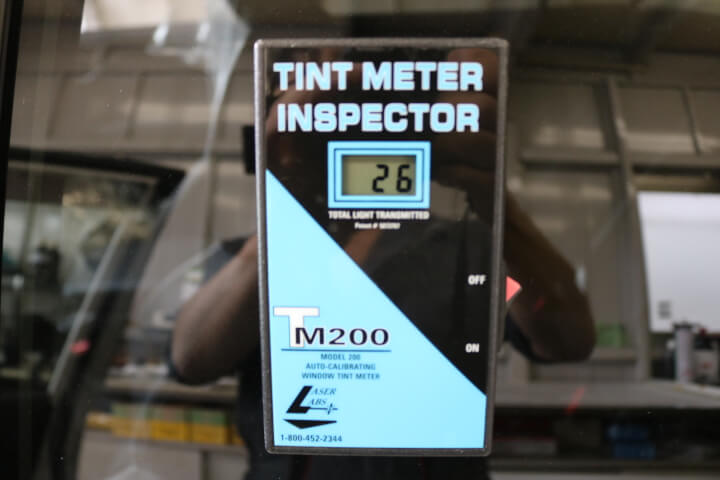 TINT METER
INSPECTOR
26
TOTAL LIGHT TRANSMITTED
Patent #
OFF
TM200
ON
MODEL 200
AUTO-CALIBRATING
WINDOW TINT METER
LASER
LABS
1-800-452-2344